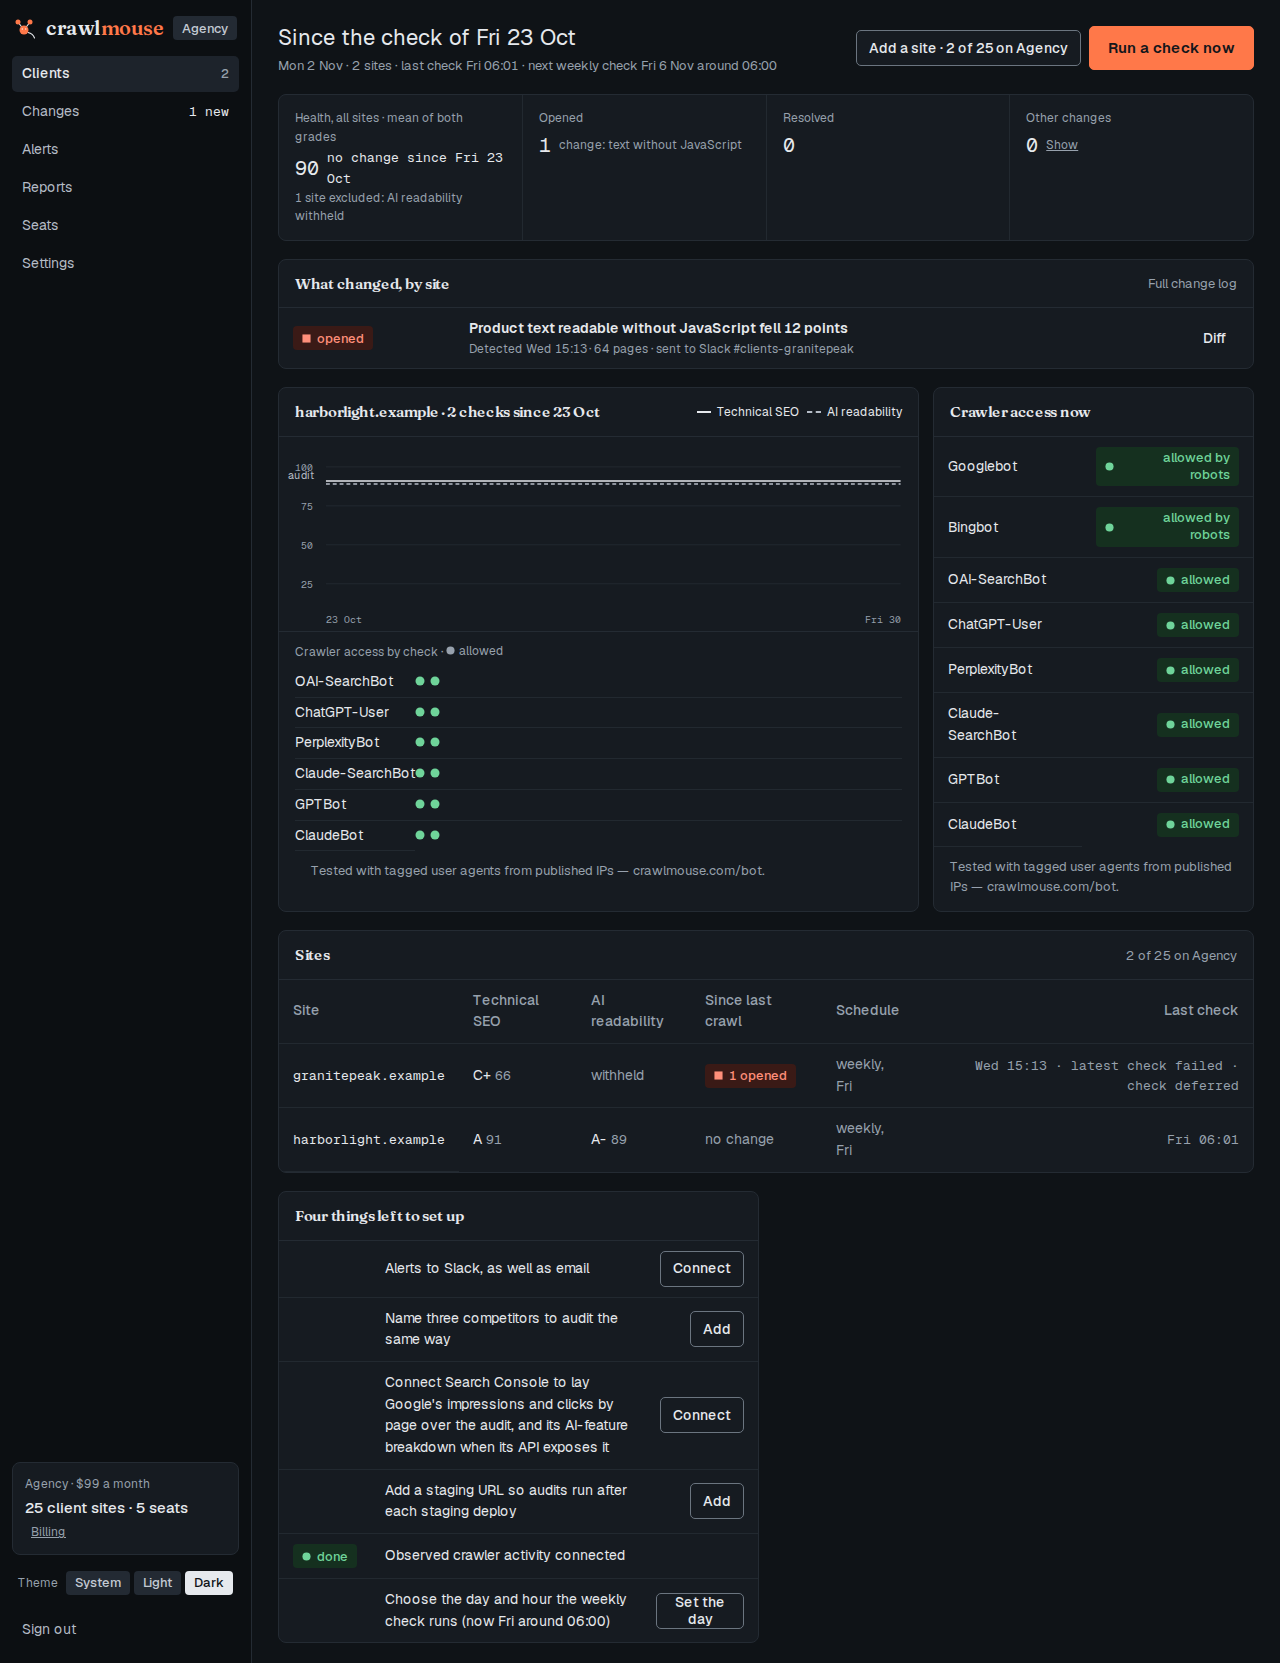 crawlmouse Agency
Clients 2
Changes 1 new
Alerts
Reports
Seats
Settings
Agency · $99 a month
25 client sites · 5 seats
Billing
Theme System Light Dark
Sign out
Since the check of Fri 23 Oct
Mon 2 Nov · 2 sites · last check Fri 06:01 · next weekly check Fri 6 Nov around 06:00
Add a site · 2 of 25 on Agency
Run a check now
Health, all sites · mean of both
grades
90 no change since Fri 23
Oct
1 site excluded: AI readability
withheld
Opened
1 change: text without JavaScript
Resolved
0
Other changes
0 Show
What changed, by site
Full change log
opened
Product text readable without JavaScript fell 12 points
Detected Wed 15:13 · 64 pages · sent to Slack #clients-granitepeak
Diff
harborlight.example · 2 checks since 23 Oct
Technical SEO AI readability
100
audit
75
50
25
23 Oct Fri 30
Crawler access by check · allowed
OAI-SearchBot
ChatGPT-User
PerplexityBot
Claude-SearchBot
GPTBot
ClaudeBot
Tested with tagged user agents from published IPs — crawlmouse.com/bot.
Crawler access now
Googlebot allowed by
robots
Bingbot allowed by
robots
OAI-SearchBot allowed
ChatGPT-User allowed
PerplexityBot allowed
Claude-
SearchBot allowed
GPTBot allowed
ClaudeBot allowed
Tested with tagged user agents from published
IPs — crawlmouse.com/bot.
Sites
2 of 25 on Agency
Site Technical
SEO AI
readability Since last
crawl Schedule Last check
granitepeak.example C+ 66 withheld 1 opened weekly,
Fri Wed 15:13 · latest check failed ·
check deferred
harborlight.example A 91 A- 89 no change weekly,
Fri Fri 06:01
Four things left to set up
Alerts to Slack, as well as email Connect
Name three competitors to audit the
same way Add
Connect Search Console to lay
Google's impressions and clicks by
page over the audit, and its AI-feature
breakdown when its API exposes it Connect
Add a staging URL so audits run after
each staging deploy Add
done Observed crawler activity connected
Choose the day and hour the weekly
check runs (now Fri around 06:00) Set the
day